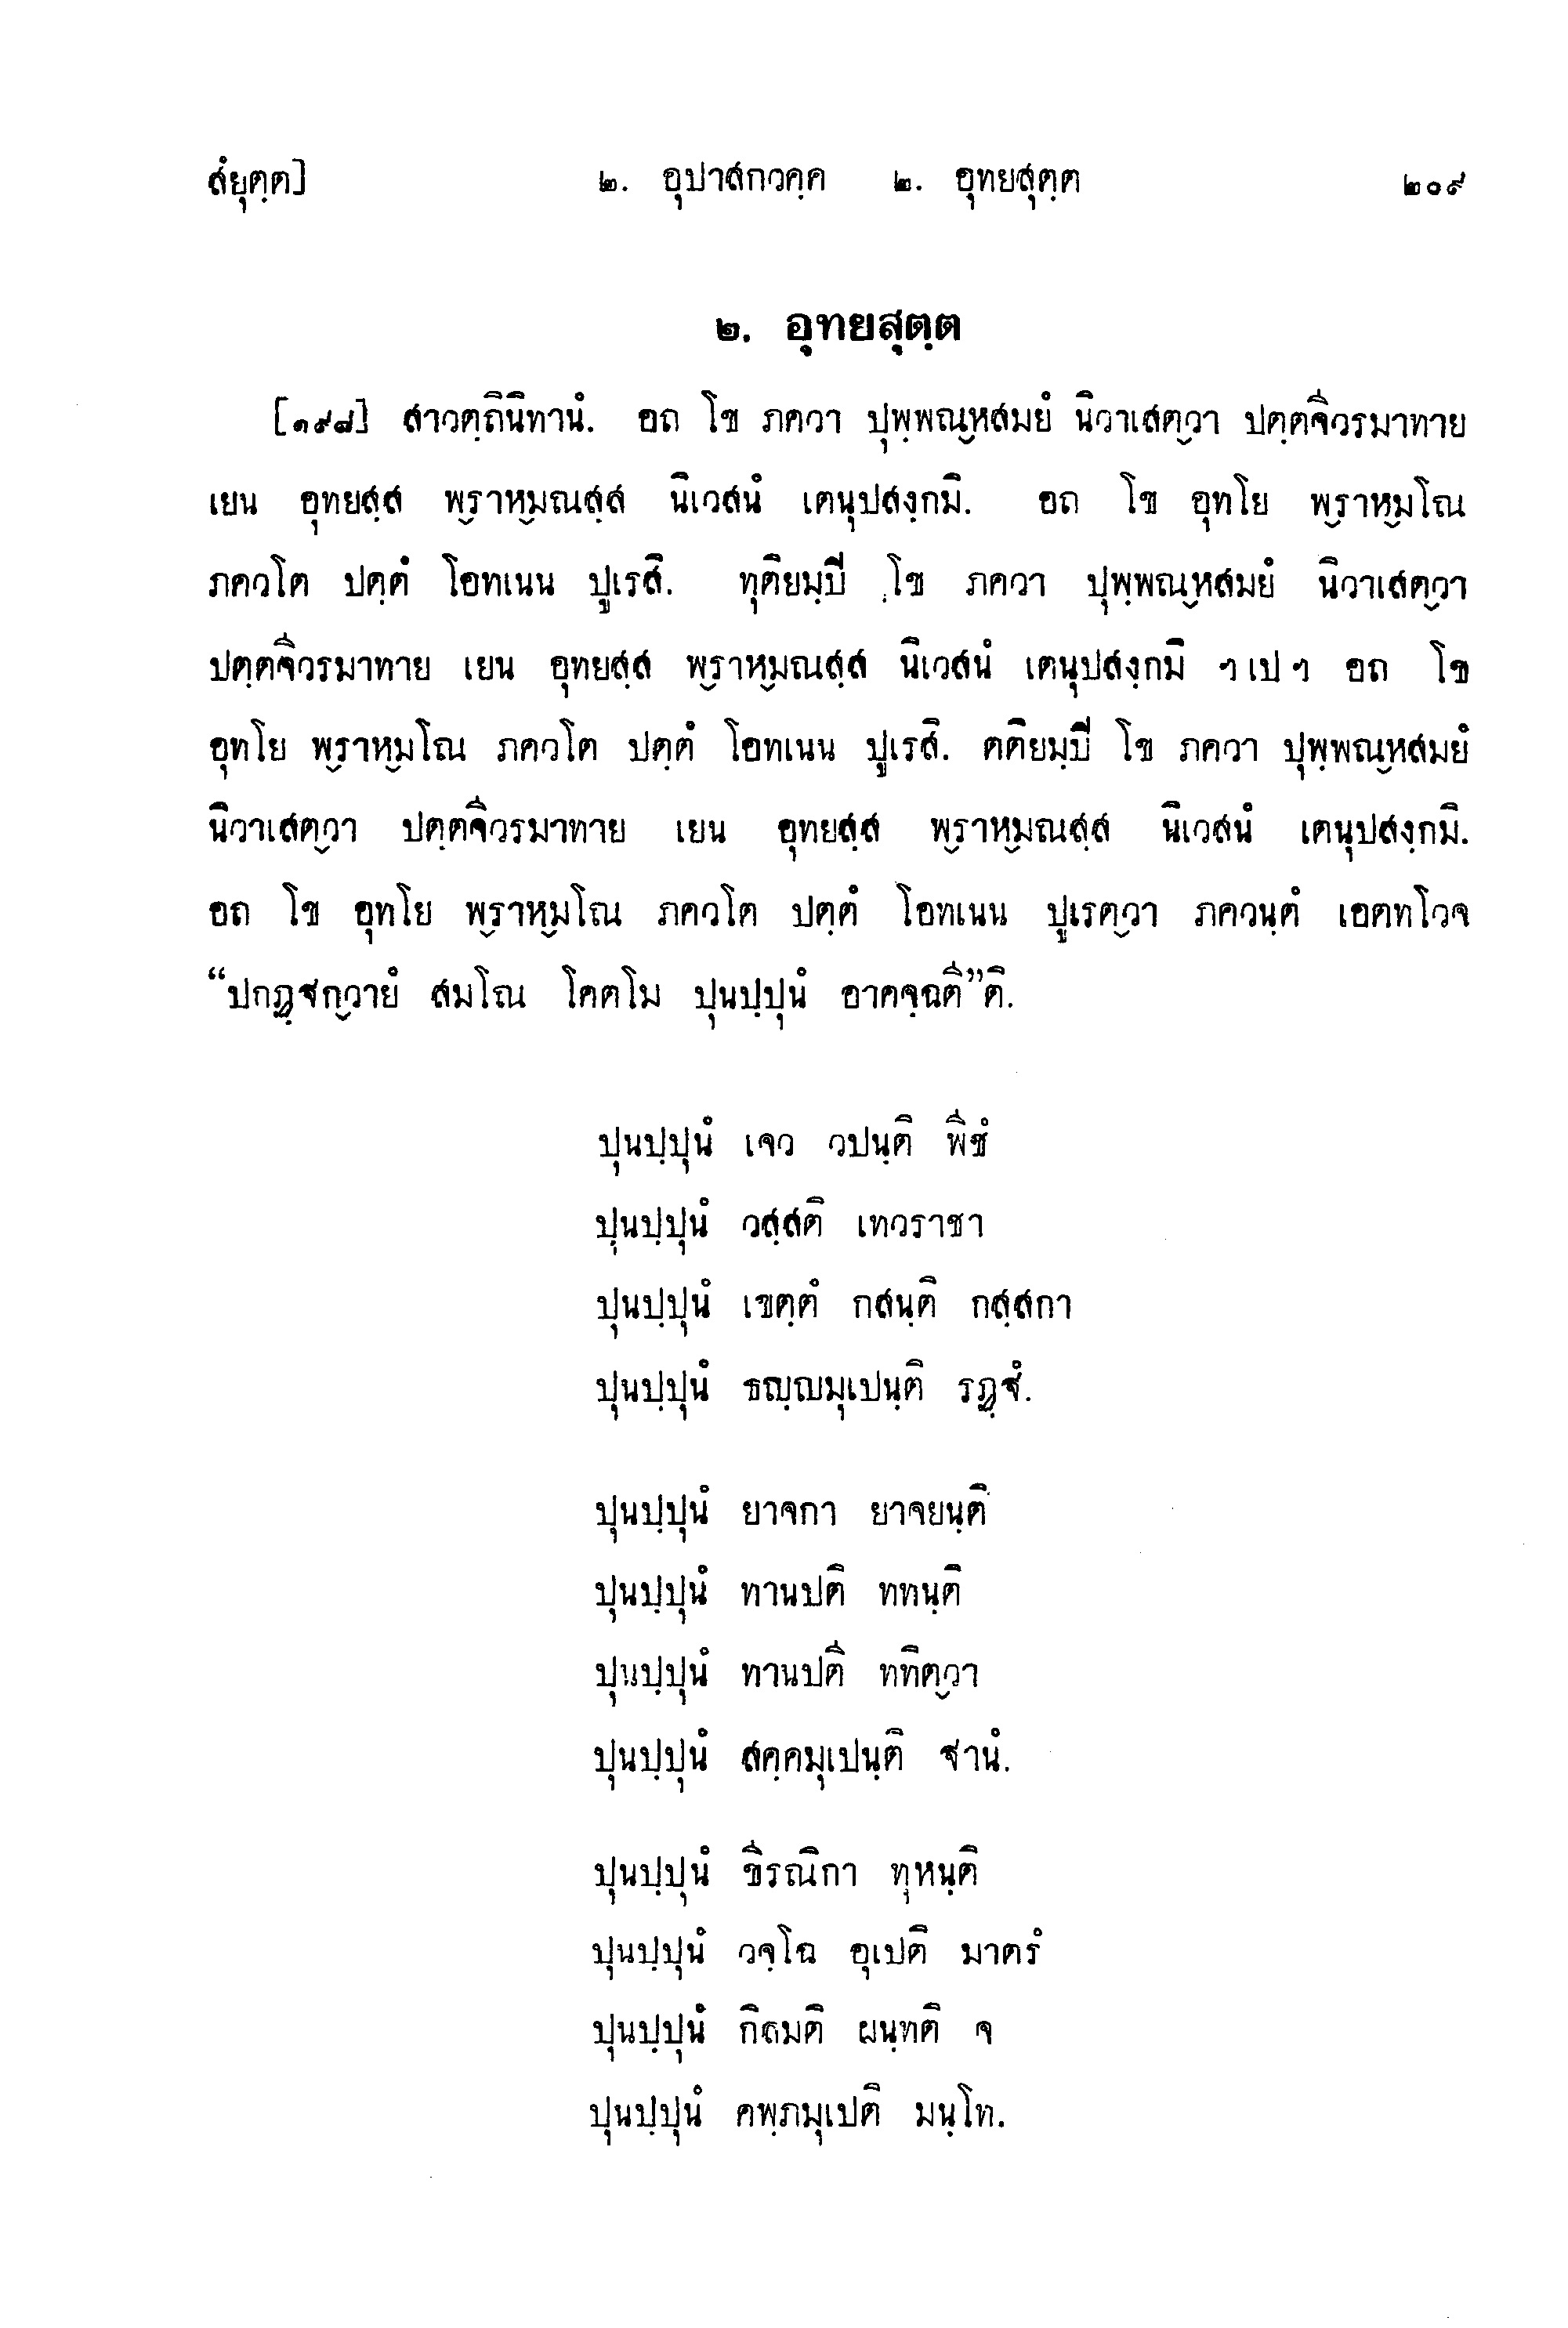 สํยุตฺต]
๒. อุปาสกวคฺค ๒. อุทยสุตฺต
๒๐๙
๒. อุทยสุตฺต
[๑๙๘] สาวตฺถินิทานํ. อถ โข ภควา ปุพฺพณ๎หสมยํ นิวาเสต๎วา ปตฺตจีวรมาทาย
เยน อุทยสฺส พ๎ราห๎มณสฺส นิเวสนํ เตนุปสงฺกมิ. อถ โข อุทโย พ๎ราห๎มโณ
ภควโต ปตฺตํ โอทเนน ปูเรสิ. ทุติยมฺปิ โข ภควา ปุพฺพณ๎หสมยํ นิวาเสต๎วา
ปตฺตจีวรมาทาย เยน อุทยสฺส พ๎ราห๎มณสฺส นิเวสนํ เตนุปสงฺกมิ ฯ เป ฯ อถ โข
อุทโย พ๎ราห๎มโณ ภควโต ปตฺตํ โอทเนน ปูเรสิ. ตติยมฺปิ โข ภควา ปุพฺพณ๎หสมยํ
นิวาเสต๎วา ปตฺตจีวรมาทาย เยน อุทยสฺส พ๎ราห๎มณสฺส นิเวสนํ เตนุปสงฺกมิ.
อถ โข อุทโย พ๎ราห๎มโณ ภควโต ปตฺตํ โอทเนน ปูเรต๎วา ภควนฺตํ เอตทโวจ
“ปกฏฺฐก๎วายํ สมโณ โคตโม ปุนปฺปุนํ อาคจฺฉตี”ติ.
ปุนปฺปุนํ เจว วปนฺติ พีชํ
ปุนปฺปุนํ วสฺสติ เทวราชา
ปุนปฺปุนํ เขตฺตํ กสนฺติ กสฺสกา
ปุนปฺปุนํ ธญฺญมุเปนฺติ รฏฺฐํ.
ปุนปฺปุนํ ยาจกา ยาจยนฺติ
ปุนปฺปุนํ ทานปติ ททนฺติ
ปุนปฺปุนํ ทานปตี ททิต๎วา
ปุนปฺปุนํ สคฺคมุเปนฺติ ฐานํ.
ปุนปฺปุนํ ขีรณิกา ทุหนฺติ
ปุนปฺปุนํ วจฺโฉ อุเปติ มาตรํ
ปุนปฺปุนํ กิลมติ ผนฺทติ จ
ปุนปฺปุนํ คพฺภมุเปติ มนฺโท.